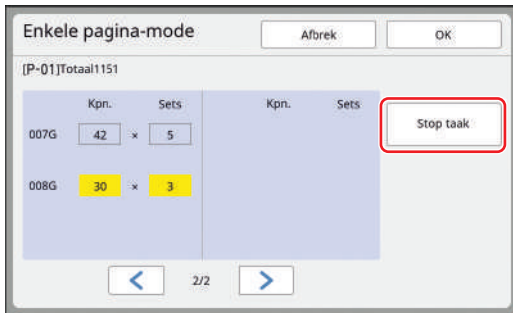 Enkele pagina-mode
Afbrek
OK
[P-01]Totaal1151
Kpn. Sets Kpn. Sets
007G 42 × 5
Stop taak
008G 30 × 3
2/2